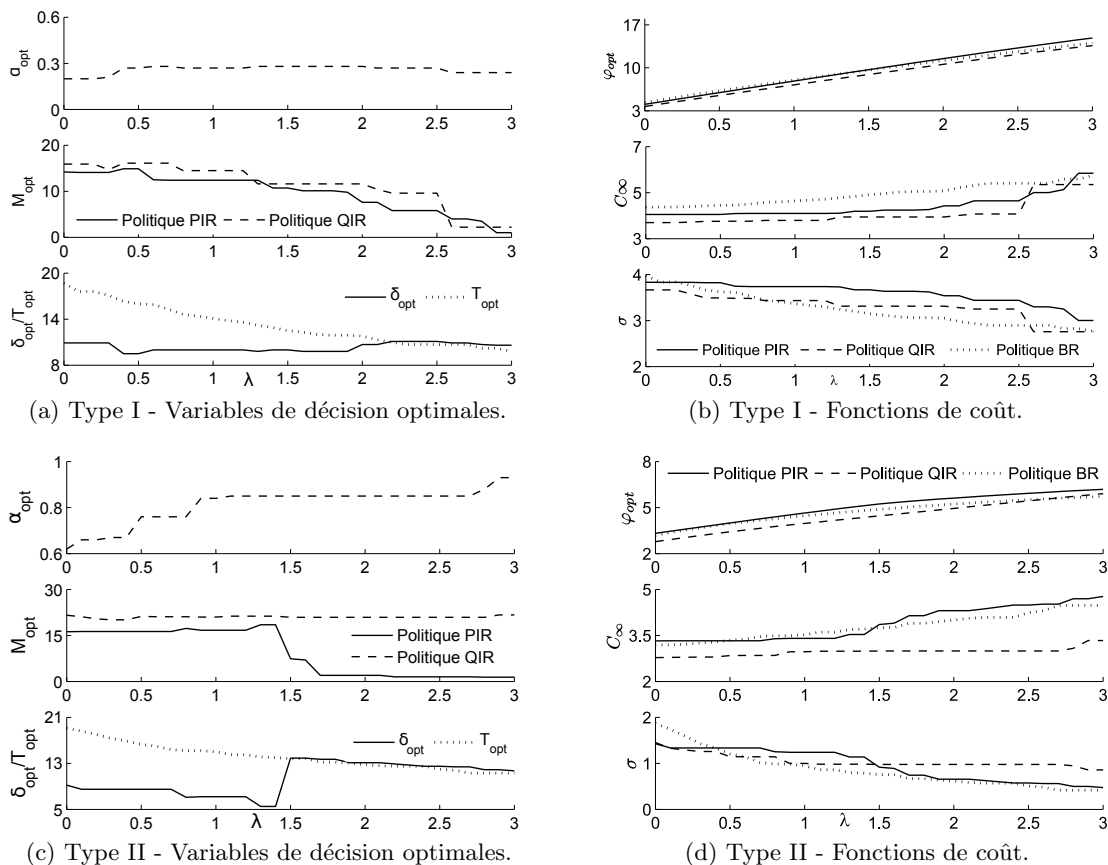 0.6
α_opt
0.3
0
0 0.5 1 1.5 2 2.5 3
20
M_opt
10
Politique PIR Politique QIR
0
0 0.5 1 1.5 2 2.5 3
20
δ_opt/T_opt
16
δ_opt T_opt
12
8
0 0.5 1 1.5 2 2.5 3
λ
(a) Type I - Variables de décision optimales.
17
φ_opt
10
3
0 0.5 1 1.5 2 2.5 3
7
C_∞
5
3
0 0.5 1 1.5 2 2.5 3
4
σ
3
Politique PIR Politique QIR Politique BR
2
0 0.5 1 1.5 2 2.5 3
λ
(b) Type I - Fonctions de coût.
1
α_opt
0.8
0.6
0 0.5 1 1.5 2 2.5 3
30
M_opt
15
Politique PIR
Politique QIR
0
0 0.5 1 1.5 2 2.5 3
21
δ_opt/T_opt
δ_opt T_opt
13
5
0 0.5 1 1.5 2 2.5 3
λ
(c) Type II - Variables de décision optimales.
8
Politique PIR Politique QIR Politique BR
φ_opt
5
2
0 0.5 1 1.5 2 2.5 3
5
C_∞
3.5
2
0 0.5 1 1.5 2 2.5 3
2
σ
1
0
0 0.5 1 1.5 2 2.5 3
λ
(d) Type II - Fonctions de coût.